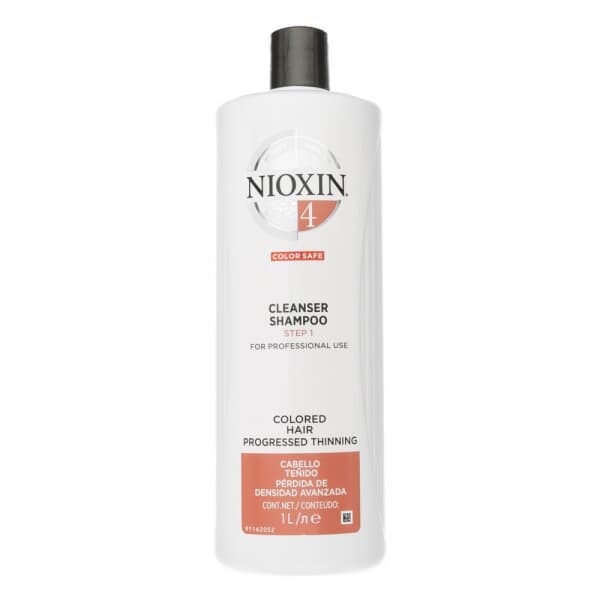 NIOXIN.
4
COLOR SAFE
CLEANSER
SHAMPOO
STEP 1
FOR PROFESSIONAL USE
COLORED
HAIR
PROGRESSED THINNING
CABELLO
TEÑIDO
PÉRDIDA DE
DENSIDAD AVANZADA
CONT.NET./CONTEÚDO:
1L/л e
91162052